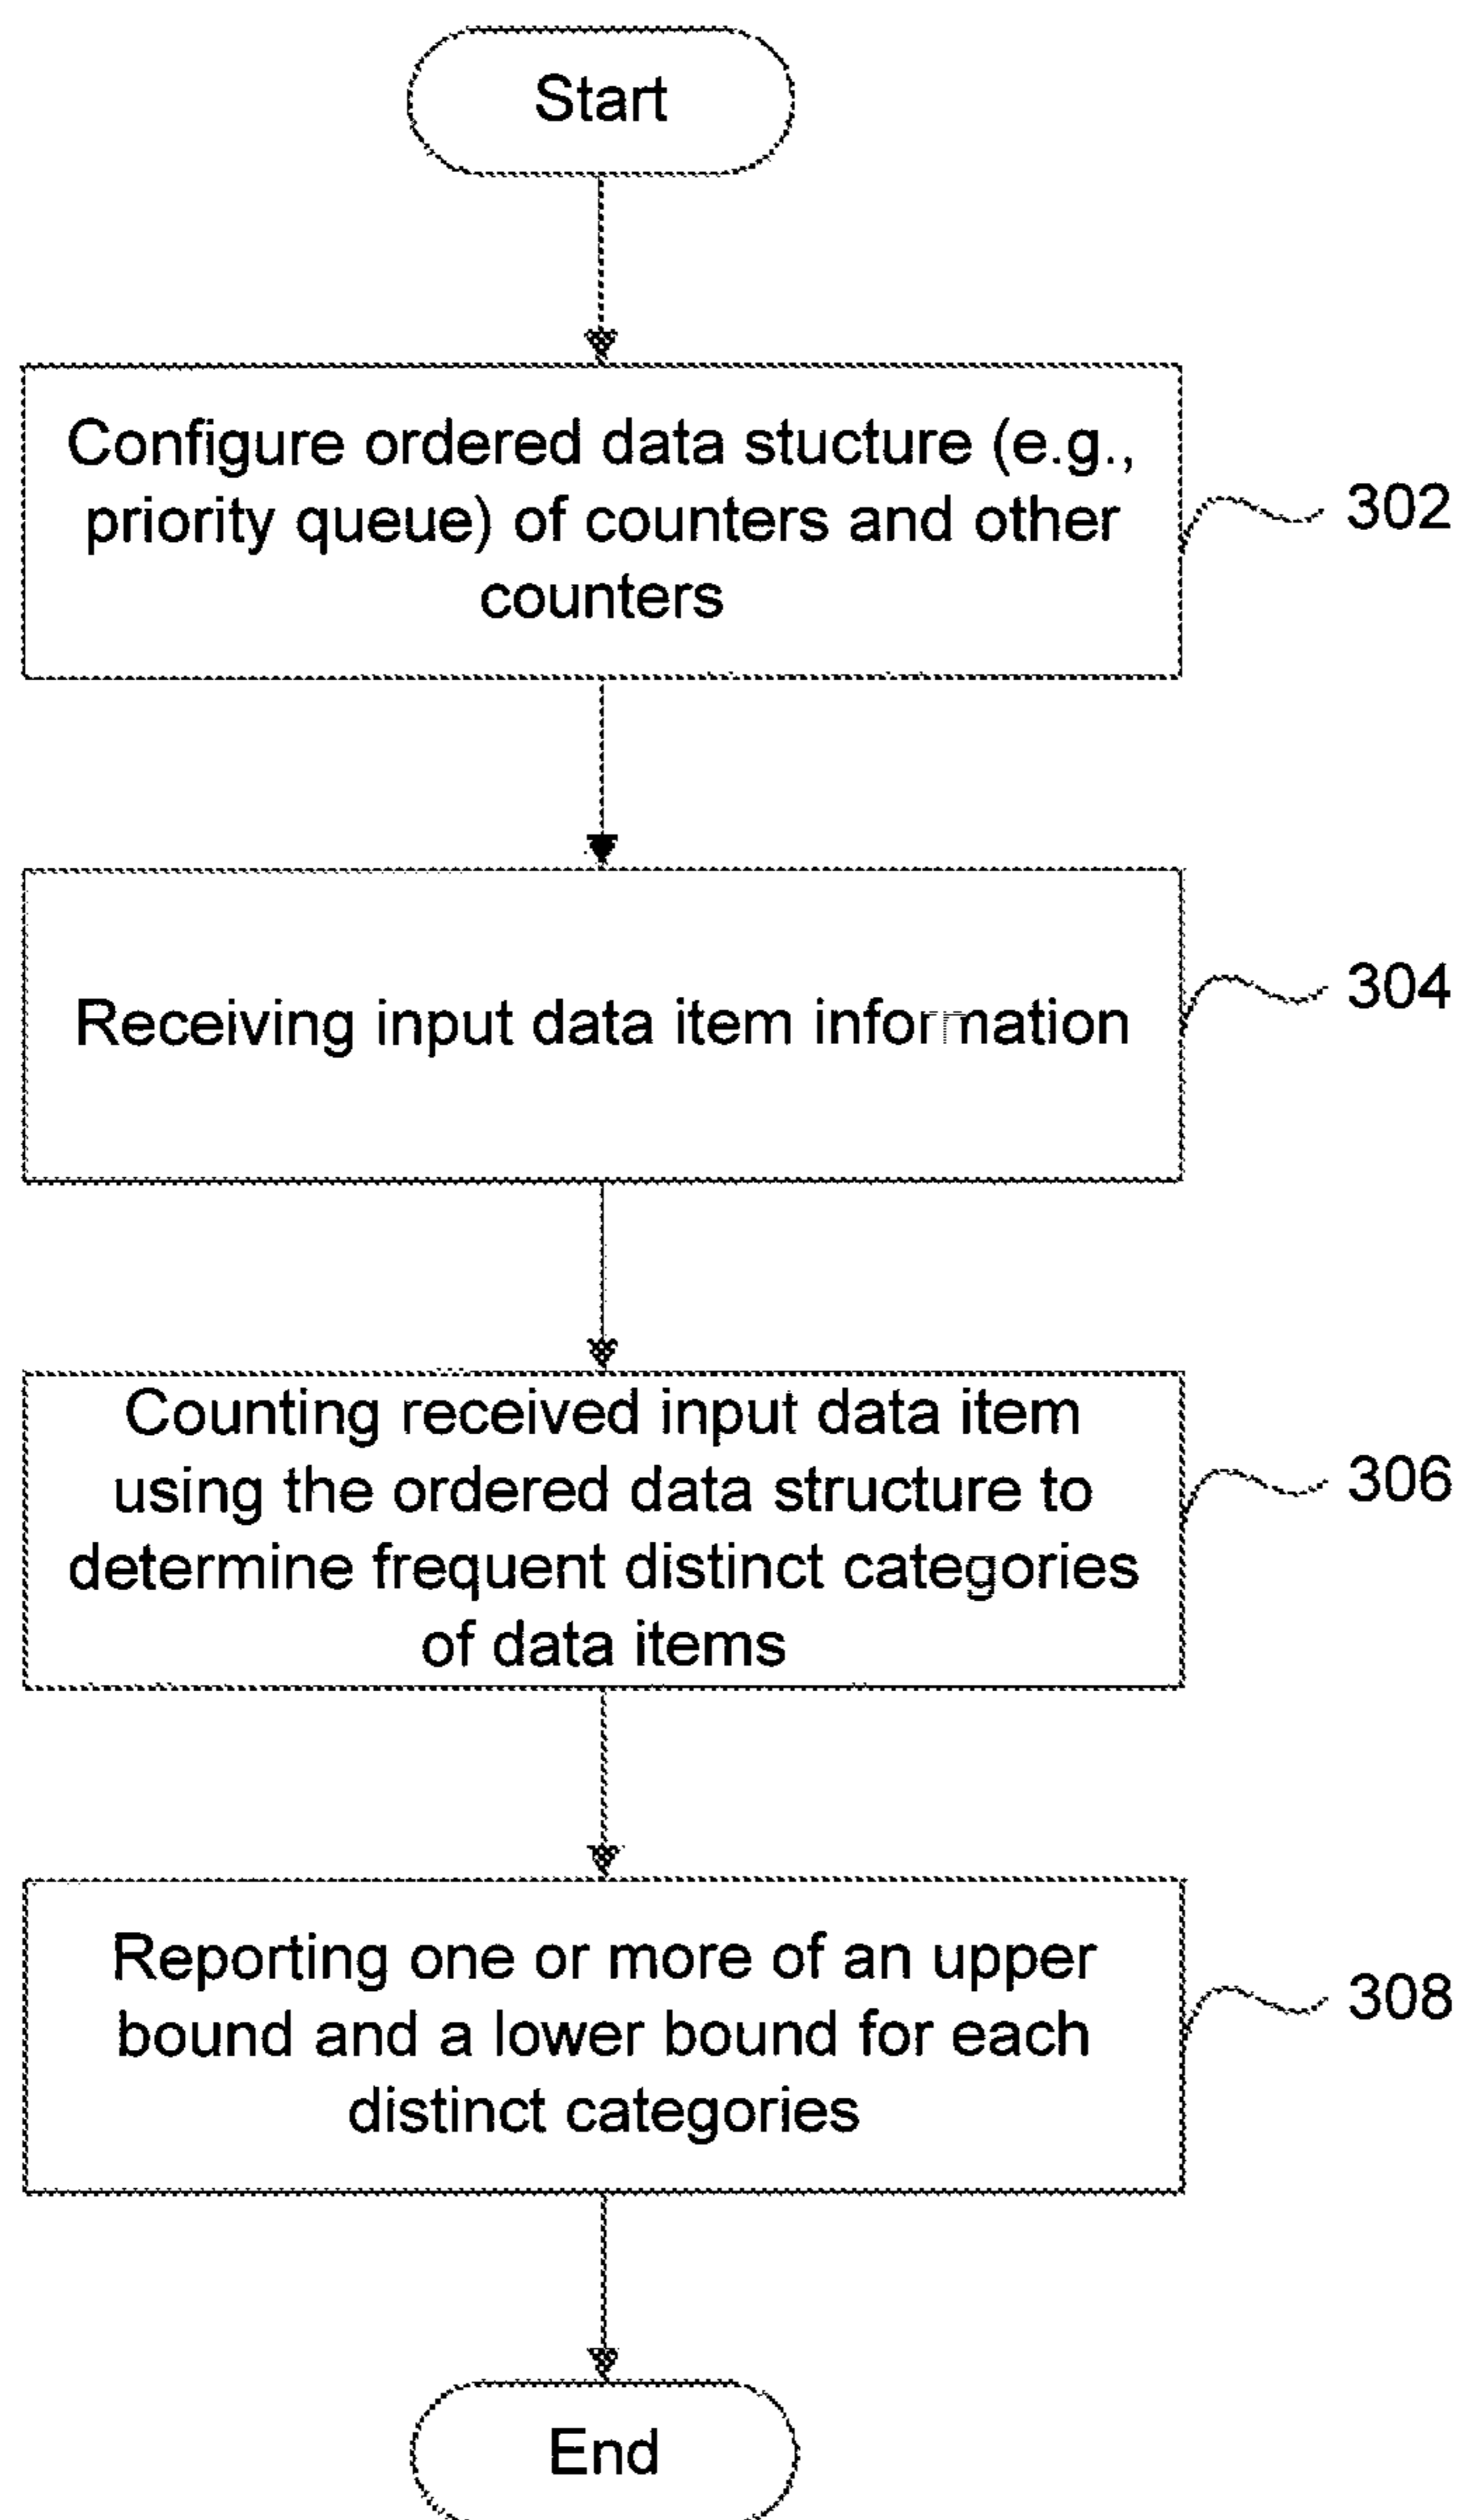 Start
Configure ordered data stucture (e.g.,
priority queue) of counters and other
counters
302
Receiving input data item information
304
Counting received input data item
using the ordered data structure to
determine frequent distinct categories
of data items
306
Reporting one or more of an upper
bound and a lower bound for each
distinct categories
308
End